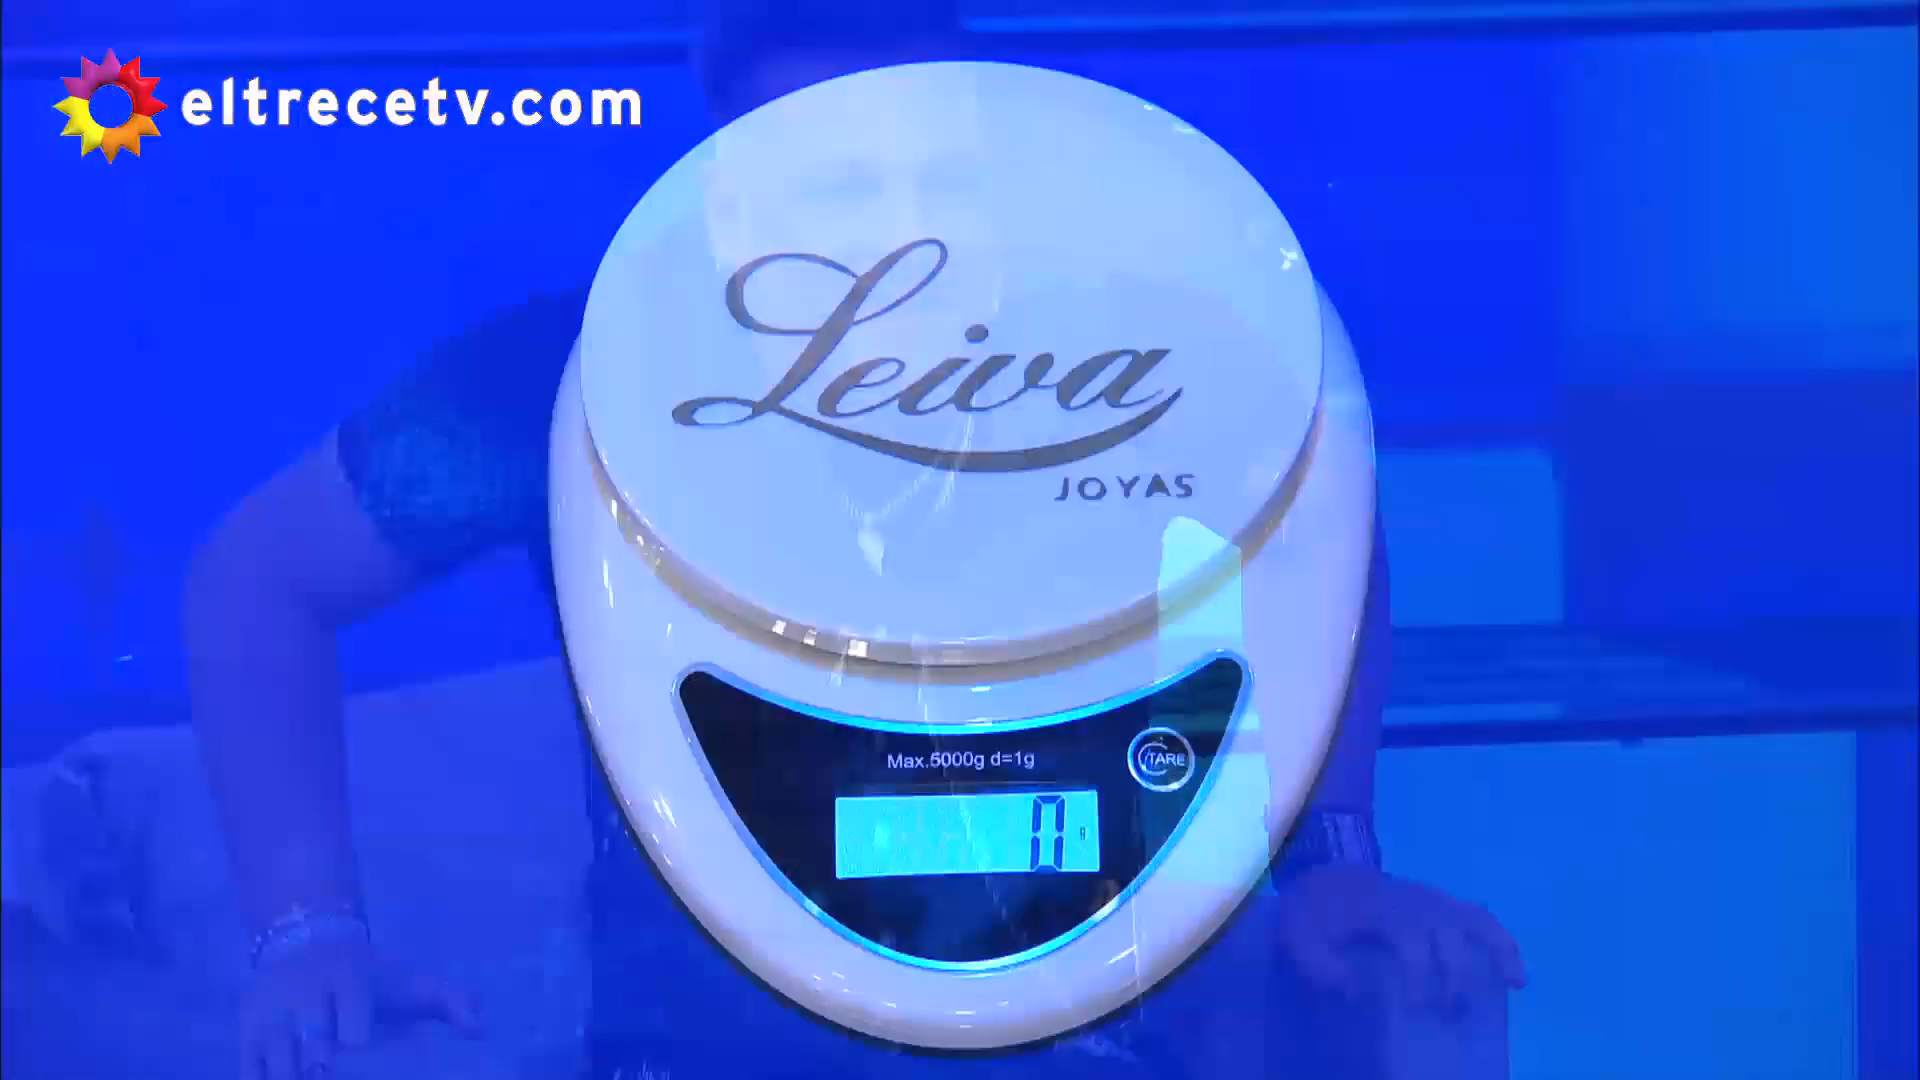 eltrecetv.com
Leiva
JOYAS
Max.5000g d=1g
TARE
0 g